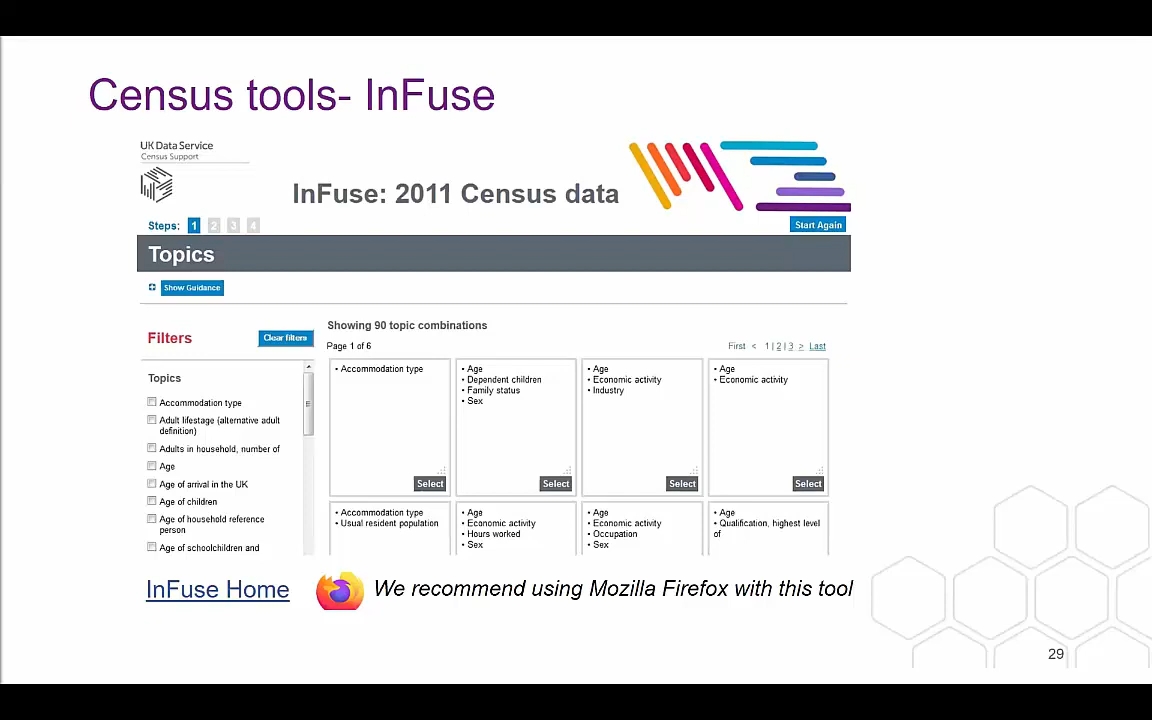 Census tools- InFuse
UK Data Service
Census Support
InFuse: 2011 Census data
Steps: 1 2 3 4
Start Again
Topics
Show Guidance
Filters
Clear filters
Topics
Accommodation type
Adult lifestage (alternative adult
definition)
Adults in household, number of
Age
Age of arrival in the UK
Age of children
Age of household reference
person
Age of schoolchildren and
Showing 90 topic combinations
Page 1 of 6
First < 1 | 2 | 3 > Last
• Accommodation type
Select
• Age
• Dependent children
• Family status
• Sex
Select
• Age
• Economic activity
• Industry
Select
• Age
• Economic activity
Select
• Accommodation type
• Usual resident population
• Age
• Economic activity
• Hours worked
• Sex
• Age
• Economic activity
• Occupation
• Sex
• Age
• Qualification, highest level
of
InFuse Home
We recommend using Mozilla Firefox with this tool
29